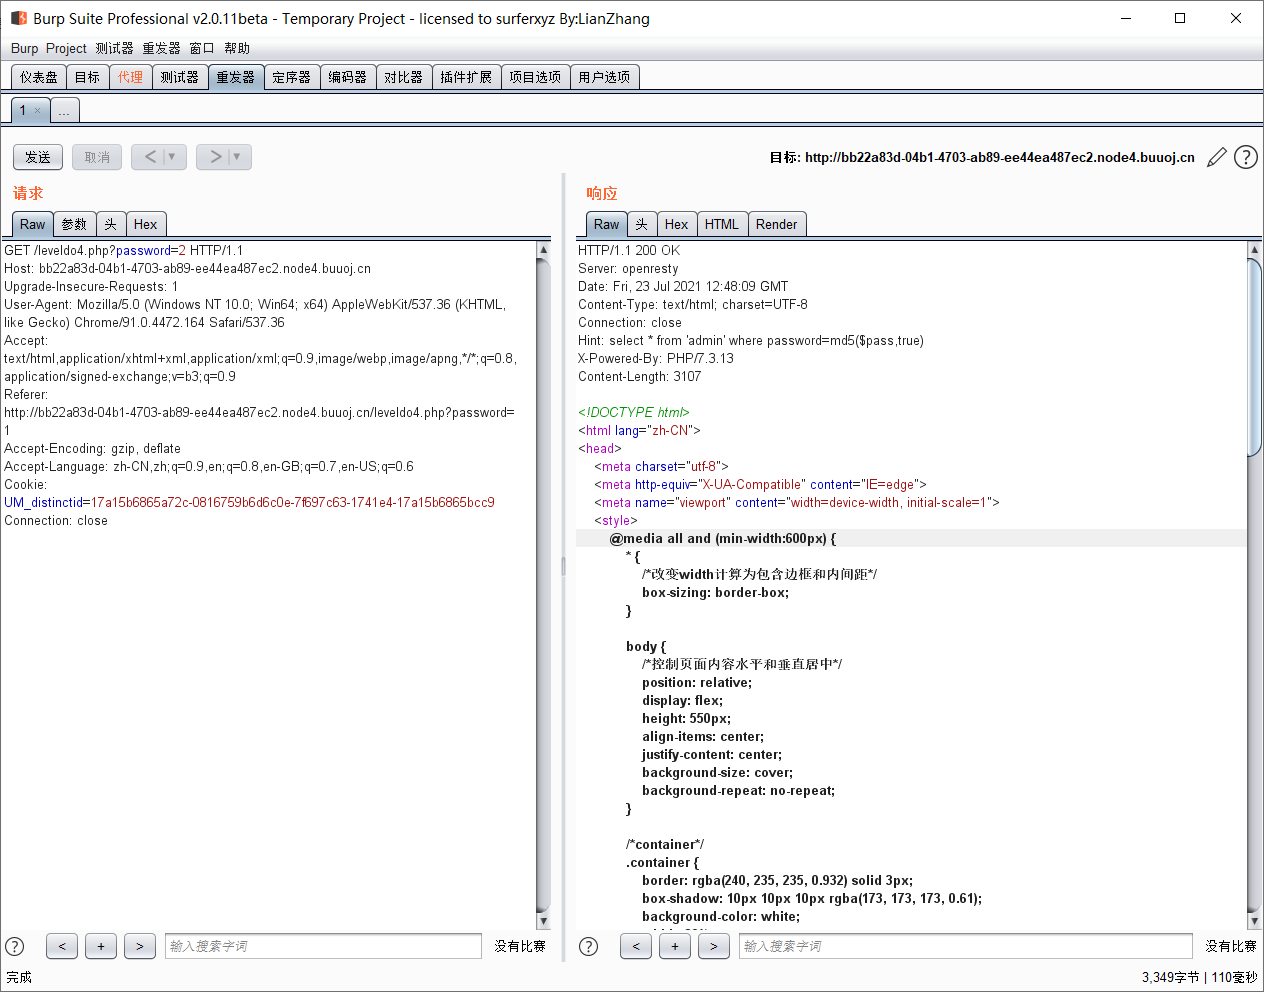 Burp Suite Professional v2.0.11beta - Temporary Project - licensed to surferxyz By:LianZhang
Burp Project 测试器 重发器 窗口 帮助
仪表盘 目标 代理 测试器 重发器 定序器 编码器 对比器 插件扩展 项目选项 用户选项
1 × ...
发送 取消 < > 目标: http://bb22a83d-04b1-4703-ab89-ee44ea487ec2.node4.buuoj.cn ?
请求
Raw 参数 头 Hex
GET /leveldo4.php?password=2 HTTP/1.1
Host: bb22a83d-04b1-4703-ab89-ee44ea487ec2.node4.buuoj.cn
Upgrade-Insecure-Requests: 1
User-Agent: Mozilla/5.0 (Windows NT 10.0; Win64; x64) AppleWebKit/537.36 (KHTML,
like Gecko) Chrome/91.0.4472.164 Safari/537.36
Accept:
text/html,application/xhtml+xml,application/xml;q=0.9,image/webp,image/apng,*/*;q=0.8,
application/signed-exchange;v=b3;q=0.9
Referer:
http://bb22a83d-04b1-4703-ab89-ee44ea487ec2.node4.buuoj.cn/leveldo4.php?password=
1
Accept-Encoding: gzip, deflate
Accept-Language: zh-CN,zh;q=0.9,en;q=0.8,en-GB;q=0.7,en-US;q=0.6
Cookie:
UM_distinctid=17a15b6865a72c-0816759b6d6c0e-7f697c63-1741e4-17a15b6865bcc9
Connection: close
? < + > 输入搜索字词 没有比赛
响应
Raw 头 Hex HTML Render
HTTP/1.1 200 OK
Server: openresty
Date: Fri, 23 Jul 2021 12:48:09 GMT
Content-Type: text/html; charset=UTF-8
Connection: close
Hint: select * from 'admin' where password=md5($pass,true)
X-Powered-By: PHP/7.3.13
Content-Length: 3107
<!DOCTYPE html>
<html lang="zh-CN">
<head>
<meta charset="utf-8">
<meta http-equiv="X-UA-Compatible" content="IE=edge">
<meta name="viewport" content="width=device-width, initial-scale=1">
<style>
@media all and (min-width:600px) {
* {
/*改变width计算为包含边框和内间距*/
box-sizing: border-box;
}
body {
/*控制页面内容水平和垂直居中*/
position: relative;
display: flex;
height: 550px;
align-items: center;
justify-content: center;
background-size: cover;
background-repeat: no-repeat;
}
/*container*/
.container {
border: rgba(240, 235, 235, 0.932) solid 3px;
box-shadow: 10px 10px 10px rgba(173, 173, 173, 0.61);
background-color: white;
? < + > 输入搜索字词 没有比赛
完成 3,349字节 | 110毫秒